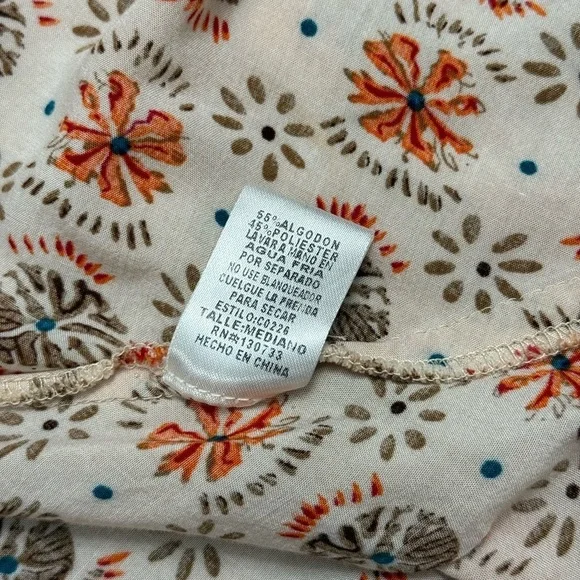 55%ALGODON
45%POLIESTER
LAVAR A MANO EN
AGUA FRIA
POR SEPARADO
NO USE BLANQUEADOR
CUELGUE LA PRENDA
PARA SECAR
ESTILO:C0226
TALLE:MEDIANO
RN#130733
HECHO EN CHINA